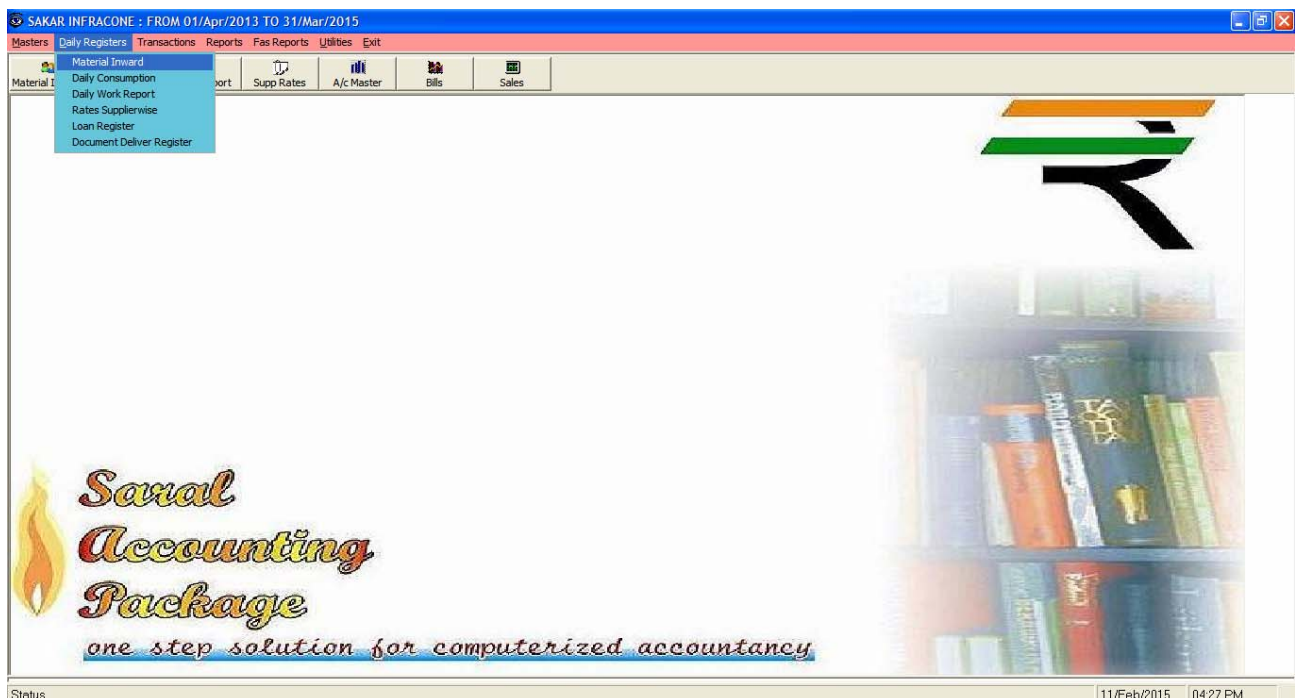 SAKAR INFRACONE : FROM 01/Apr/2013 TO 31/Mar/2015
Masters Daily Registers Transactions Reports Fas Reports Utilities Exit
Material I
ort
Supp Rates
A/c Master
Bills
Sales
Material Inward
Daily Consumption
Daily Work Report
Rates Supplierwise
Loan Register
Document Deliver Register
Saral
Accounting
Package
one step solution for computerized accountancy
Status
11/Feb/2015 04:27 PM